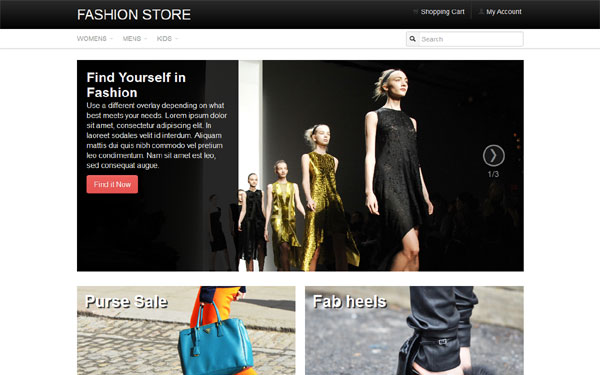 FASHION STORE
Shopping Cart
My Account
WOMENS
MENS
KIDS
Search
Find Yourself in
Fashion
Use a different overlay depending on what
best meets your needs. Lorem ipsum dolor
sit amet, consectetur adipiscing elit. In
laoreet sodales velit id interdum. Aliquam
mattis dui quis nibh commodo vel pretium
leo condimentum. Nam sit amet est leo,
sed consequat augue.
Find it Now
1/3
Purse Sale
Fab heels